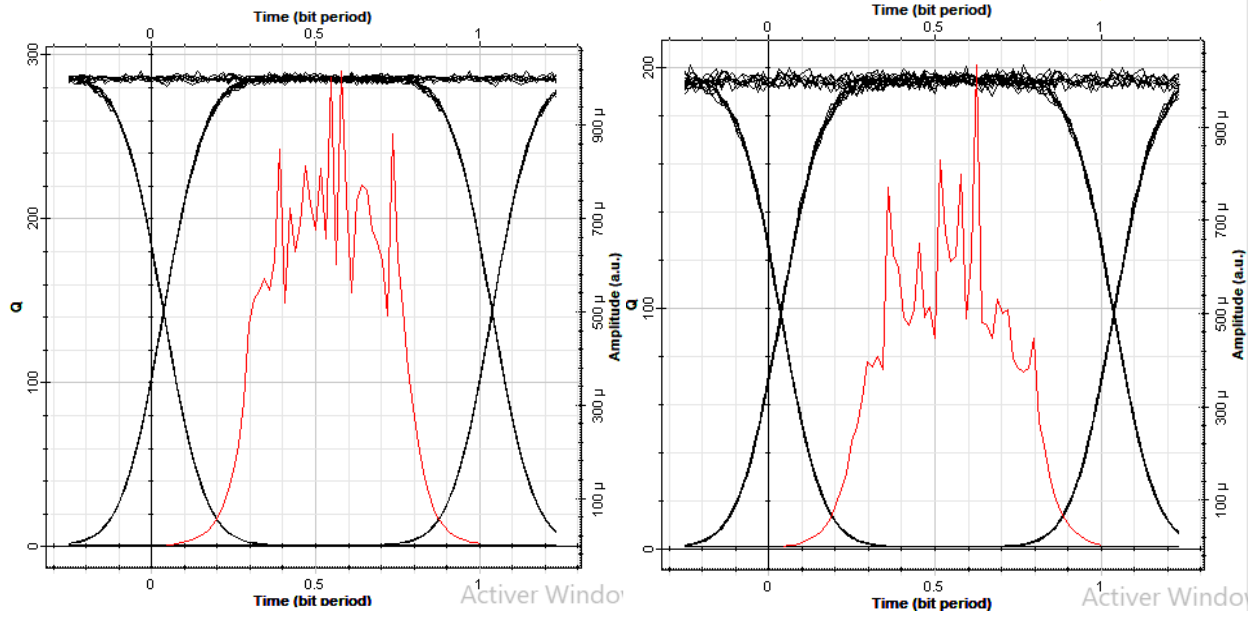 Time (bit period)
0 0.5 1
300
200
100
0
Q
900 µ
700 µ
500 µ
300 µ
100 µ
Amplitude (a.u.)
0 0.5 1
Time (bit period)
Activer Window
Time (bit period)
0 0.5 1
200
100
0
Q
900 µ
700 µ
500 µ
300 µ
100 µ
Amplitude (a.u.)
0 0.5 1
Time (bit period)
Activer Window